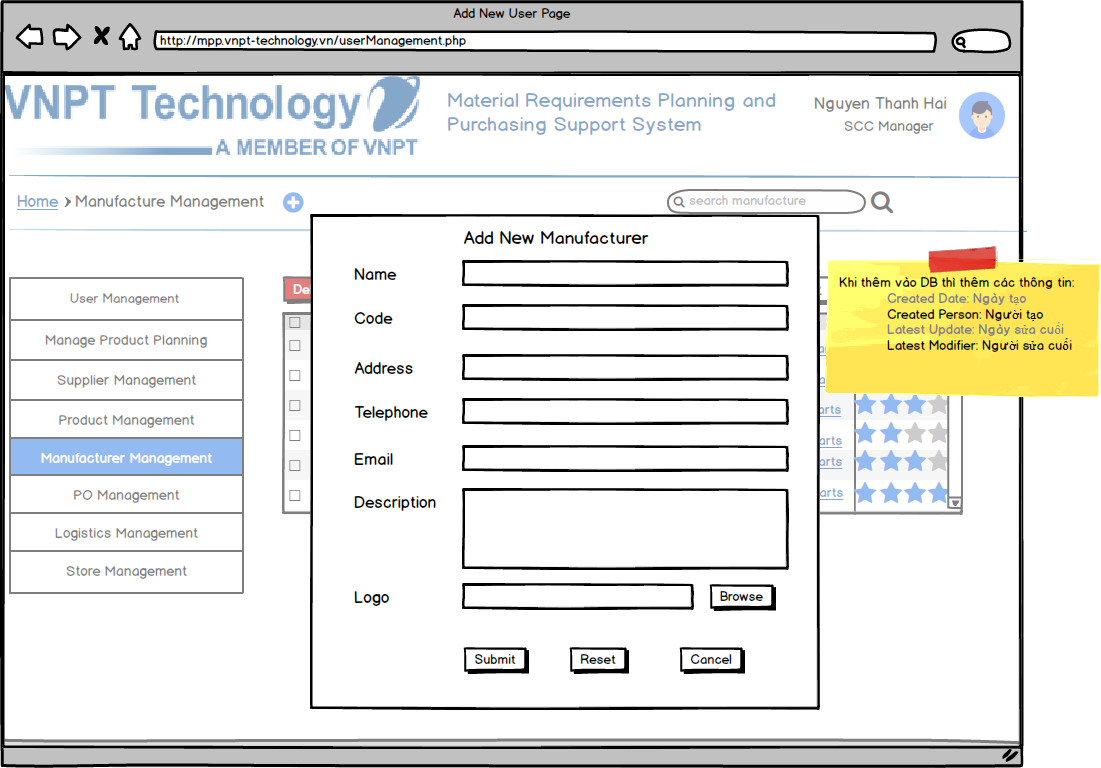 Add New User Page
http://mpp.vnpt-technology.vn/userManagement.php
VNPT Technology
A MEMBER OF VNPT
Material Requirements Planning and
Purchasing Support System
Nguyen Thanh Hai
SCC Manager
Home
Manufacture Management
search manufacture
Add New Manufacturer
Name
Code
Address
Telephone
Email
Description
Logo
Browse
Submit
Reset
Cancel
User Management
Manage Product Planning
Supplier Management
Product Management
Manufacturer Management
PO Management
Logistics Management
Store Management
De
Khi thêm vào DB thì thêm các thông tin:
Created Date: Ngày tạo
Created Person: Người tạo
Latest Update: Ngày sửa cuối
Latest Modifier: Người sửa cuối
arts
arts
arts
arts